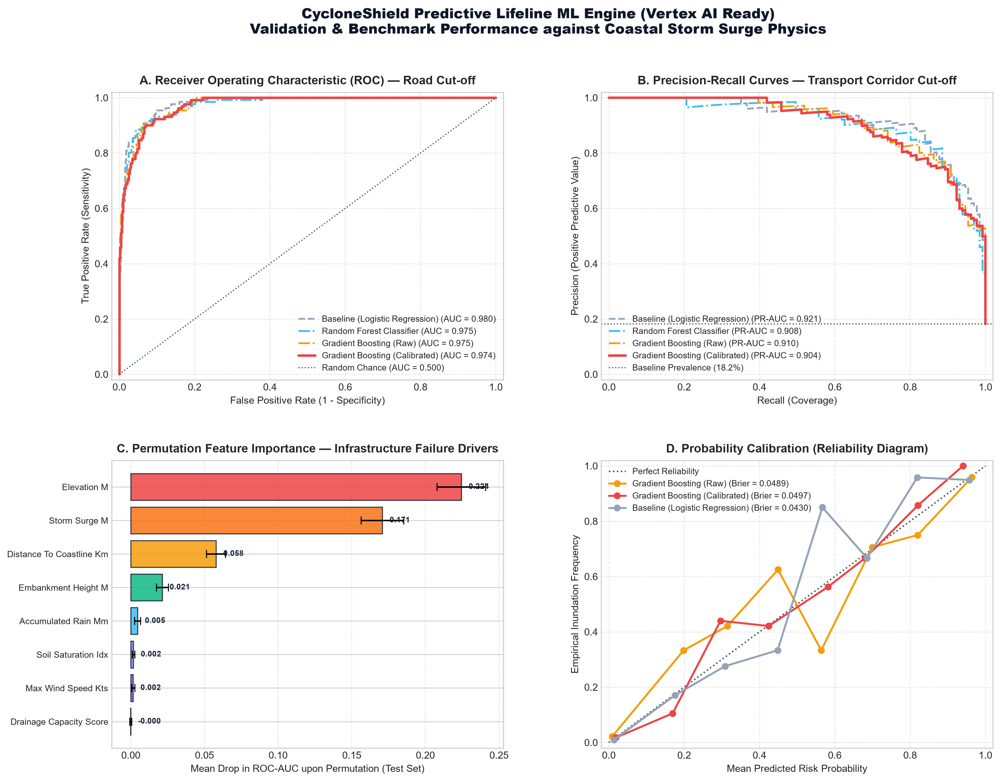 CycloneShield Predictive Lifeline ML Engine (Vertex AI Ready)
Validation & Benchmark Performance against Coastal Storm Surge Physics
A. Receiver Operating Characteristic (ROC) — Road Cut-off
True Positive Rate (Sensitivity)
1.0
0.8
0.6
0.4
0.2
0.0
Baseline (Logistic Regression) (AUC = 0.980)
Random Forest Classifier (AUC = 0.975)
Gradient Boosting (Raw) (AUC = 0.975)
Gradient Boosting (Calibrated) (AUC = 0.974)
Random Chance (AUC = 0.500)
0.0 0.2 0.4 0.6 0.8 1.0
False Positive Rate (1 - Specificity)
B. Precision-Recall Curves — Transport Corridor Cut-off
Precision (Positive Predictive Value)
1.0
0.8
0.6
0.4
0.2
0.0
Baseline (Logistic Regression) (PR-AUC = 0.921)
Random Forest Classifier (PR-AUC = 0.908)
Gradient Boosting (Raw) (PR-AUC = 0.910)
Gradient Boosting (Calibrated) (PR-AUC = 0.904)
Baseline Prevalence (18.2%)
0.0 0.2 0.4 0.6 0.8 1.0
Recall (Coverage)
C. Permutation Feature Importance — Infrastructure Failure Drivers
Elevation M 0.224
Storm Surge M 0.171
Distance To Coastline Km 0.058
Embankment Height M 0.021
Accumulated Rain Mm 0.005
Soil Saturation Idx 0.002
Max Wind Speed Kts 0.002
Drainage Capacity Score -0.000
0.00 0.05 0.10 0.15 0.20 0.25
Mean Drop in ROC-AUC upon Permutation (Test Set)
D. Probability Calibration (Reliability Diagram)
Empirical Inundation Frequency
1.0
0.8
0.6
0.4
0.2
0.0
Perfect Reliability
Gradient Boosting (Raw) (Brier = 0.0489)
Gradient Boosting (Calibrated) (Brier = 0.0497)
Baseline (Logistic Regression) (Brier = 0.0430)
0.0 0.2 0.4 0.6 0.8 1.0
Mean Predicted Risk Probability